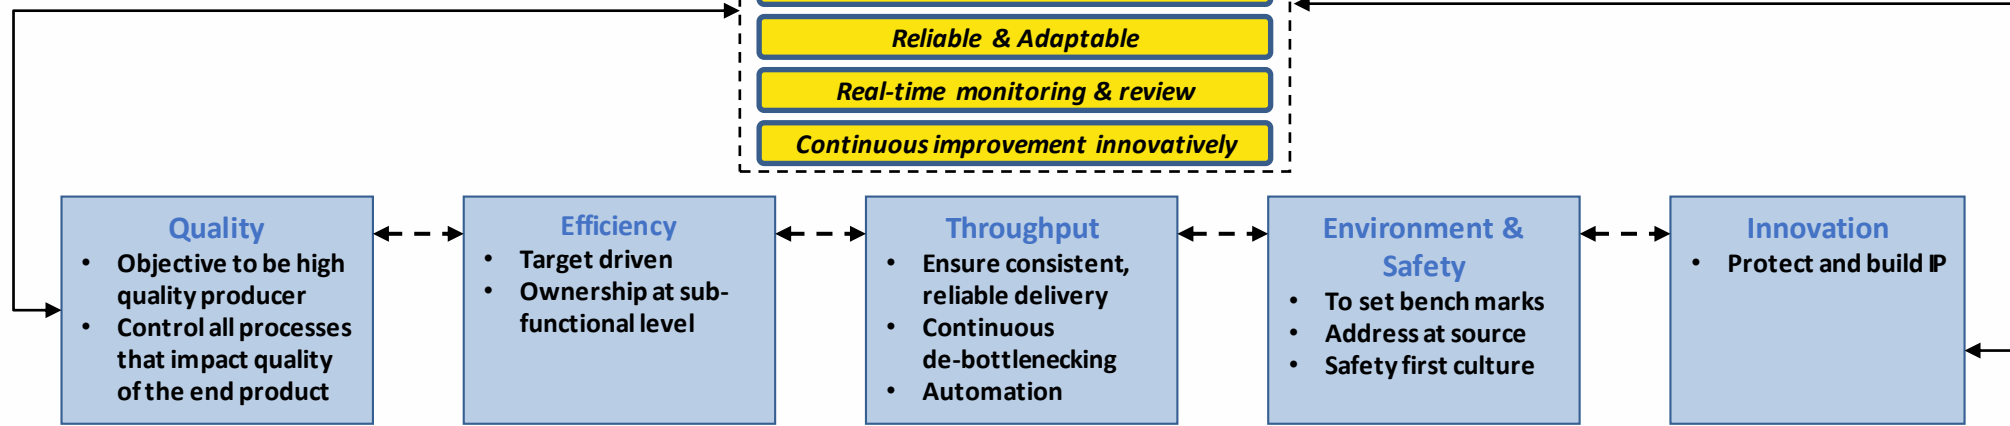 Reliable & Adaptable
Real-time monitoring & review
Continuous improvement innovatively
Quality
• Objective to be high
quality producer
• Control all processes
that impact quality
of the end product
Efficiency
• Target driven
• Ownership at sub-
functional level
Throughput
• Ensure consistent,
reliable delivery
• Continuous
de-bottlenecking
• Automation
Environment &
Safety
• To set bench marks
• Address at source
• Safety first culture
Innovation
• Protect and build IP